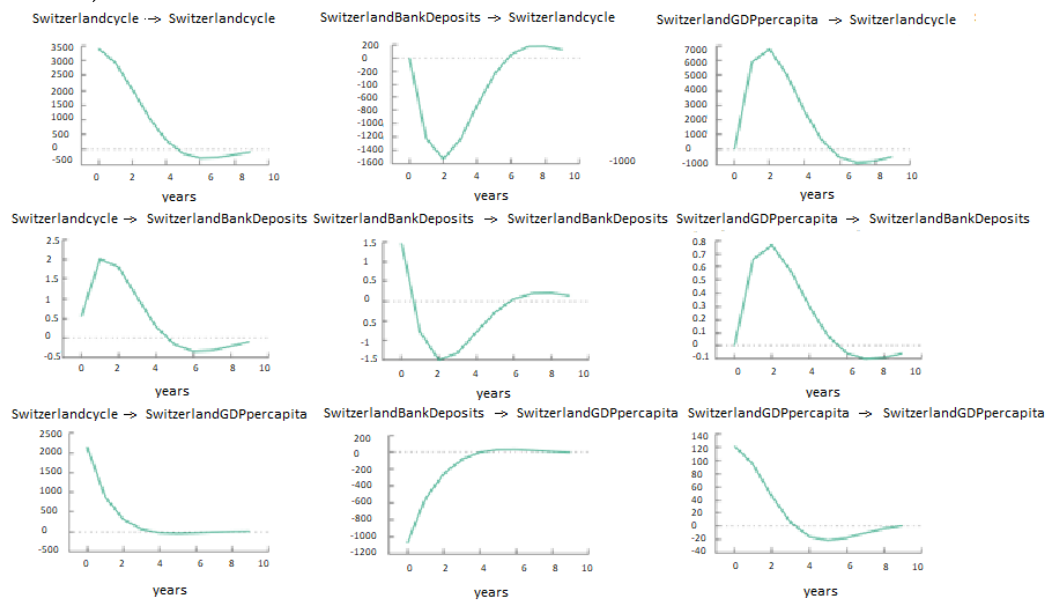 Switzerlandcycle -> Switzerlandcycle
3500
3000
2500
2000
1500
1000
500
0
-500
0 2 4 6 8 10
years
SwitzerlandBankDeposits -> Switzerlandcycle
200
0
-200
-400
-600
-800
-1000
-1200
-1400
-1600
0 2 4 6 8 10
years
-1000
SwitzerlandGDPpercapita -> Switzerlandcycle
7000
6000
5000
4000
3000
2000
1000
0
-1000
0 2 4 6 8 10
years
Switzerlandcycle -> SwitzerlandBankDeposits
2.5
2
1.5
1
0.5
0
-0.5
0 2 4 6 8 10
years
SwitzerlandBankDeposits -> SwitzerlandBankDeposits
1.5
1
0.5
0
-0.5
-1
-1.5
0 2 4 6 8 10
years
SwitzerlandGDPpercapita -> SwitzerlandBankDeposits
0.8
0.7
0.6
0.5
0.4
0.3
0.2
0.1
0
-0.1
0 2 4 6 8 10
years
Switzerlandcycle -> SwitzerlandGDPpercapita
2500
2000
1500
1000
500
0
-500
0 2 4 6 8 10
years
SwitzerlandBankDeposits -> SwitzerlandGDPpercapita
200
0
-200
-400
-600
-800
-1000
-1200
0 2 4 6 8 10
years
SwitzerlandGDPpercapita -> SwitzerlandGDPpercapita
140
120
100
80
60
40
20
0
-20
-40
0 2 4 6 8 10
years